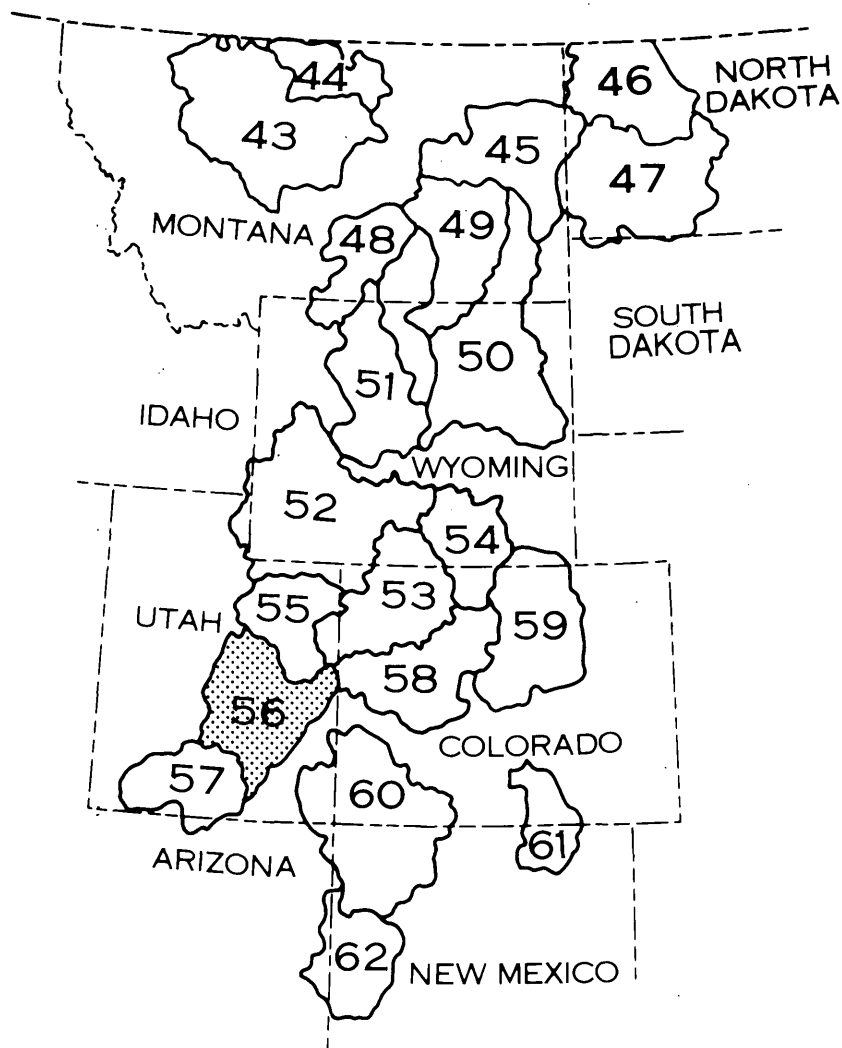 44
46
NORTH
DAKOTA
43
45
47
MONTANA
48
49
SOUTH
DAKOTA
50
51
IDAHO
WYOMING
52
54
53
55
59
UTAH
58
56
COLORADO
57
60
61
ARIZONA
62
NEW MEXICO